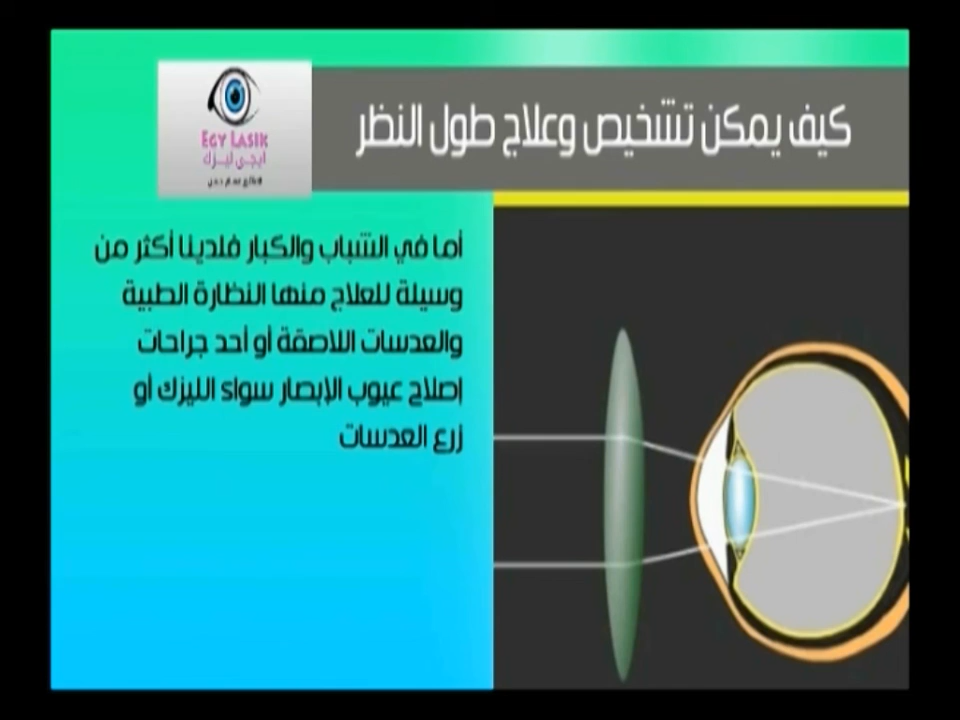 كيف يمكن تشخيص وعلاج طول النظر
EGY LASIK
ايجي ليزك
أما في الشباب والكبار فلدينا أكثر من
وسيلة للعلاج منها النظارة الطبية
والعدسات اللاصقة أو أحد جراحات
إصلاح عيوب الإبصار سواء الليزك أو
زرع العدسات